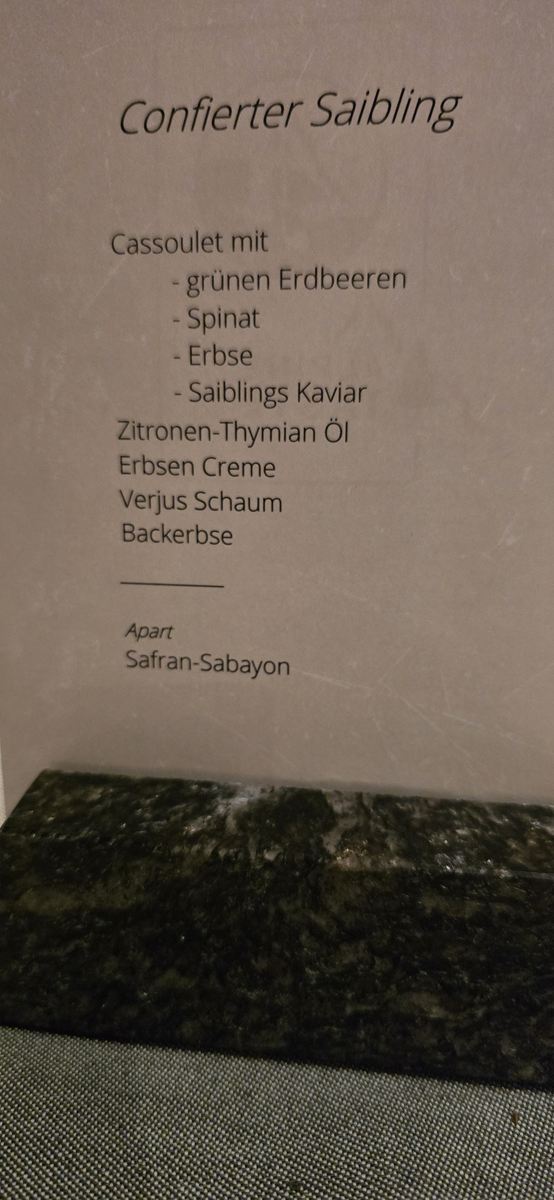 Confierter Saibling
Cassoulet mit
- grünen Erdbeeren
- Spinat
- Erbse
- Saiblings Kaviar
Zitronen-Thymian Öl
Erbsen Creme
Verjus Schaum
Backerbse
Apart
Safran-Sabayon